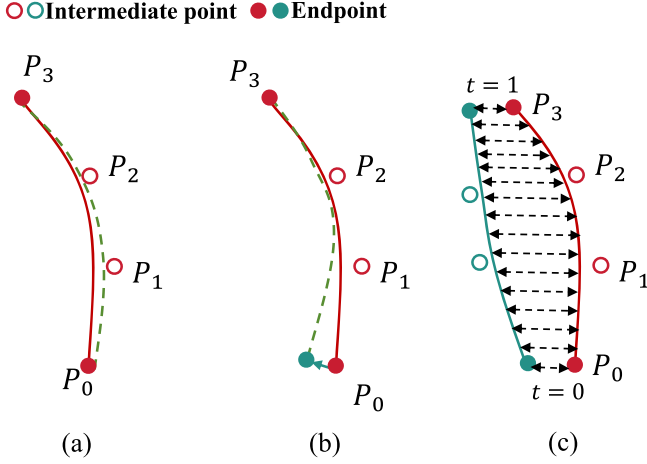 Intermediate point Endpoint
P₃
P₂
P₁
P₀
(a)
P₃
P₂
P₁
P₀
(b)
t = 1
P₃
P₂
P₁
P₀
t = 0
(c)